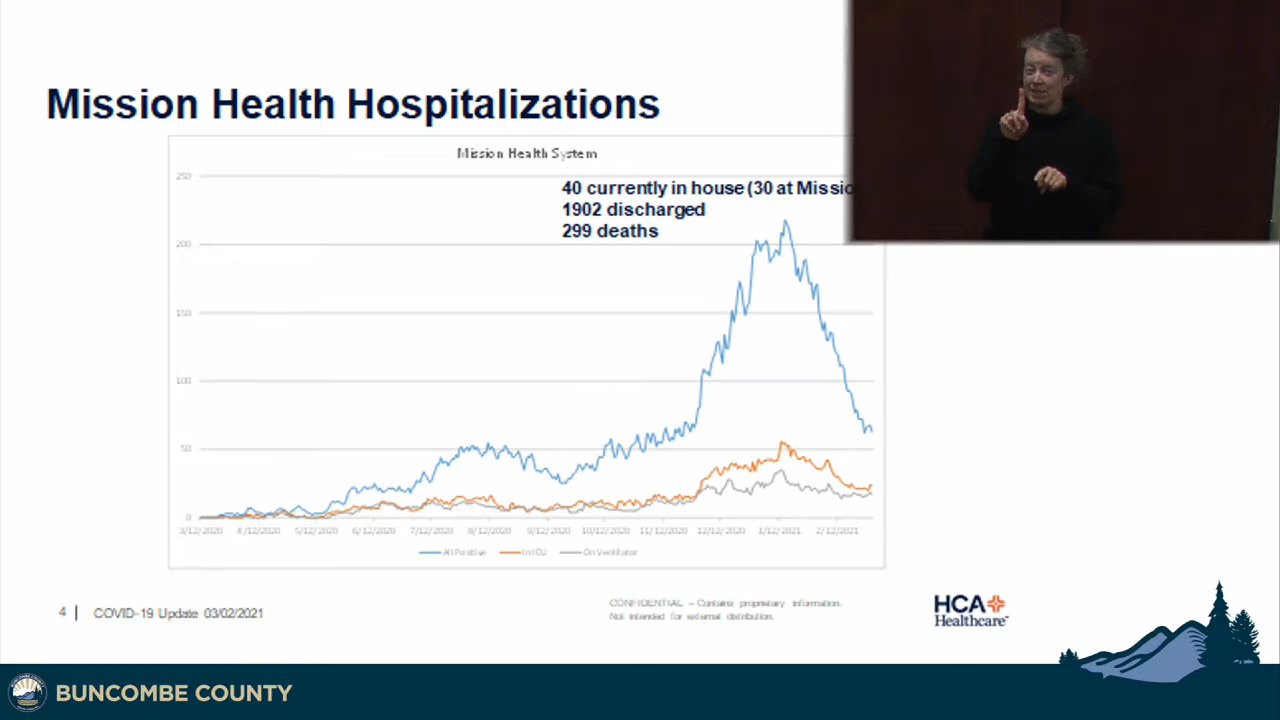 Mission Health Hospitalizations
Mission Health System
40 currently in house (30 at Missio
1902 discharged
299 deaths
250
200
150
100
50
0
3/12/2020 4/12/2020 5/12/2020 6/12/2020 7/12/2020 8/12/2020 9/12/2020 10/12/2020 11/12/2020 12/12/2020 1/12/2021 2/12/2021
All Positive In ICU On Ventilator
4 | COVID-19 Update 03/02/2021
CONFIDENTIAL – Contains proprietary information.
Not intended for external distribution.
HCA
Healthcare™
BUNCOMBE COUNTY